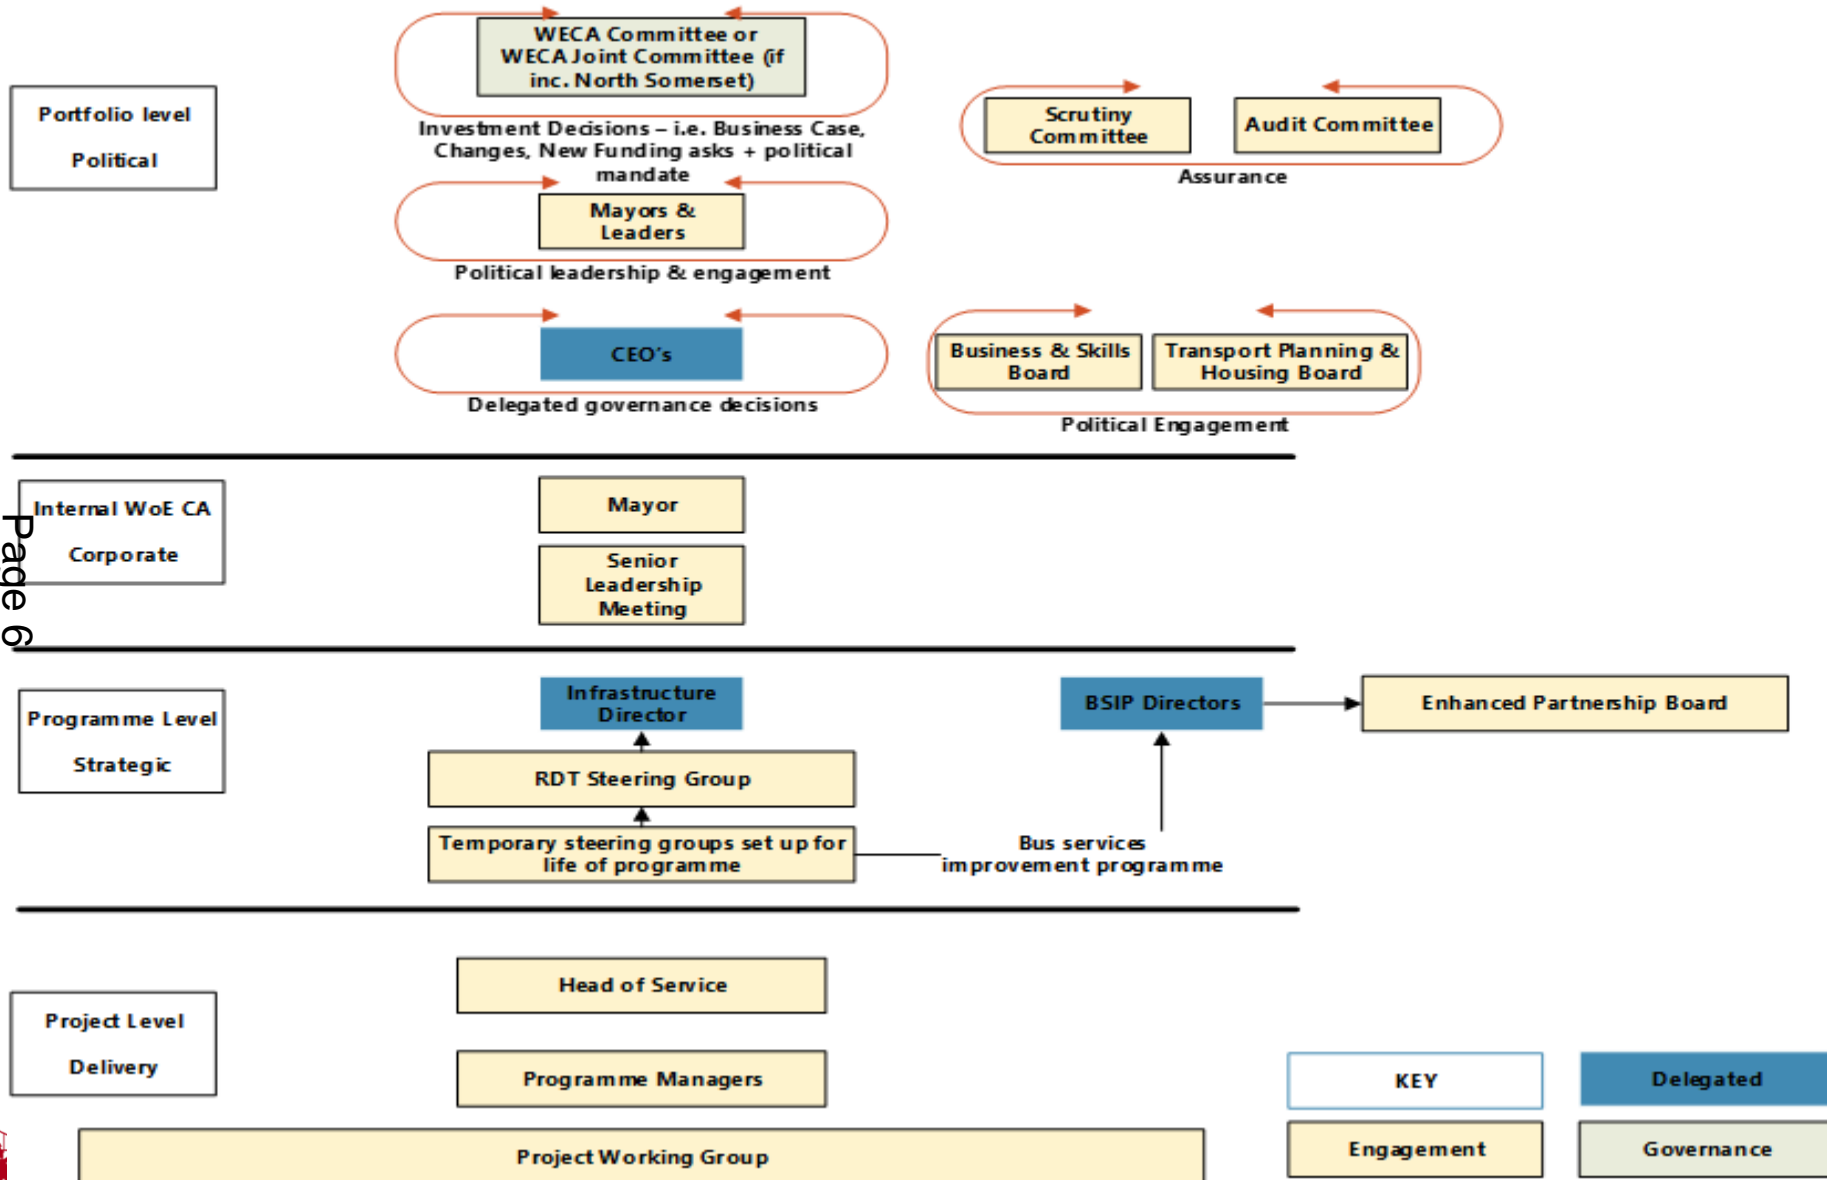 WECA Committee or
WECA Joint Committee (if
inc. North Somerset)
Portfolio level
Political
Investment Decisions – i.e. Business Case,
Changes, New Funding asks + political
mandate
Scrutiny
Committee
Audit Committee
Assurance
Mayors &
Leaders
Political leadership & engagement
CEO's
Delegated governance decisions
Business & Skills
Board
Transport Planning &
Housing Board
Political Engagement
Internal WoE CA
Corporate
Mayor
Senior
Leadership
Meeting
Page 6
Programme Level
Strategic
Infrastructure
Director
BSIP Directors
Enhanced Partnership Board
RDT Steering Group
Temporary steering groups set up for
life of programme
Bus services
improvement programme
Project Level
Delivery
Head of Service
Programme Managers
Project Working Group
KEY
Delegated
Engagement
Governance